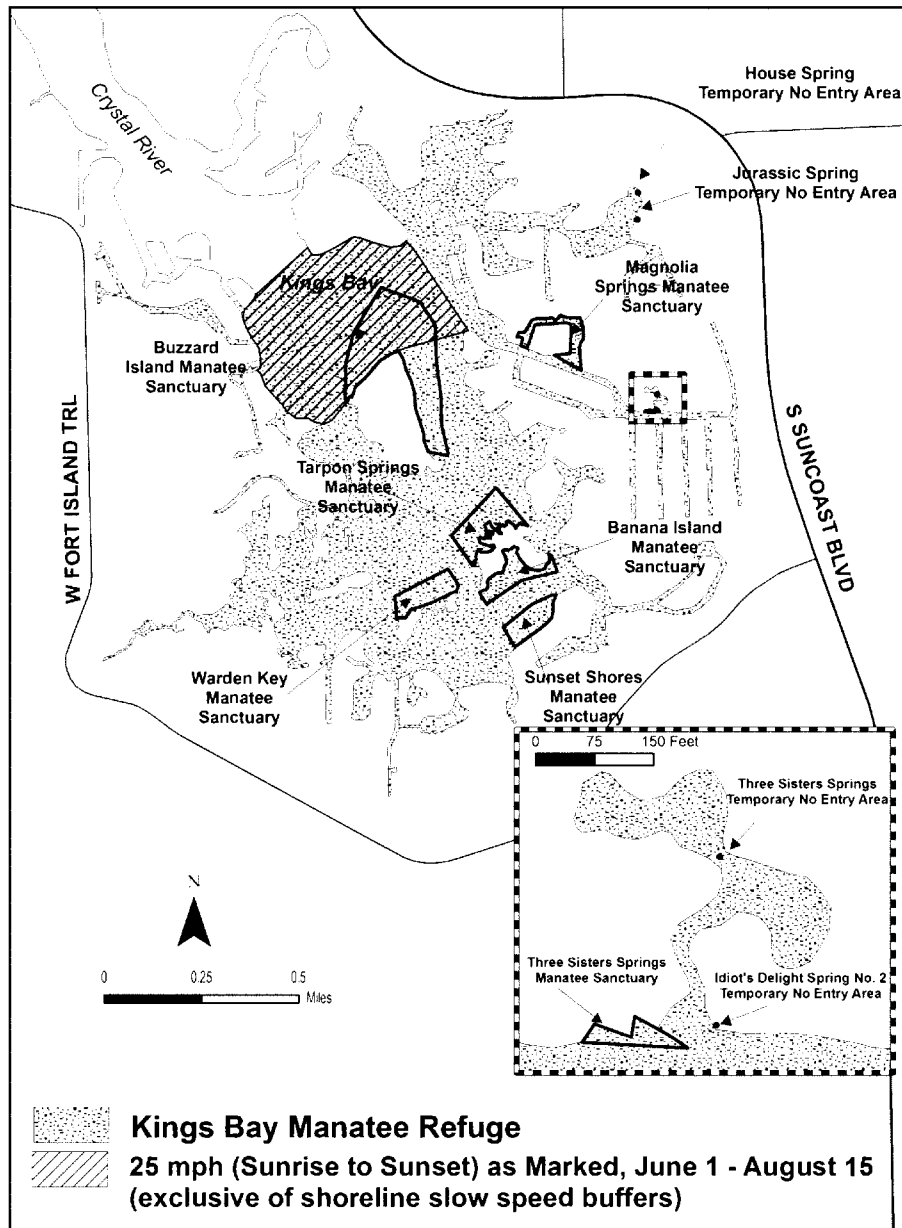 House Spring
Temporary No Entry Area
Crystal River
Jurassic Spring
Temporary No Entry Area
Kings Bay
Magnolia
Springs Manatee
Sanctuary
Buzzard
Island Manatee
Sanctuary
W FORT ISLAND TRL
S SUNCOAST BLVD
Tarpon Springs
Manatee
Sanctuary
Banana Island
Manatee
Sanctuary
Warden Key
Manatee
Sanctuary
Sunset Shores
Manatee
Sanctuary
0 75 150 Feet
Three Sisters Springs
Temporary No Entry Area
Three Sisters Springs
Manatee Sanctuary
Idiot's Delight Spring No. 2
Temporary No Entry Area
N
0 0.25 0.5
Miles
Kings Bay Manatee Refuge
25 mph (Sunrise to Sunset) as Marked, June 1 - August 15
(exclusive of shoreline slow speed buffers)